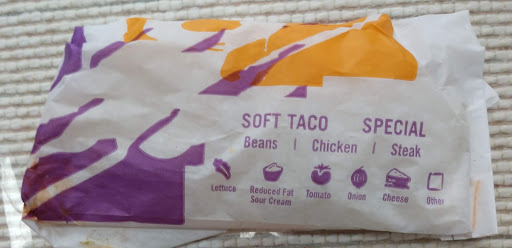 SOFT TACO SPECIAL
Beans | Chicken | Steak
Lettuce Reduced Fat Sour Cream Tomato Onion Cheese Other